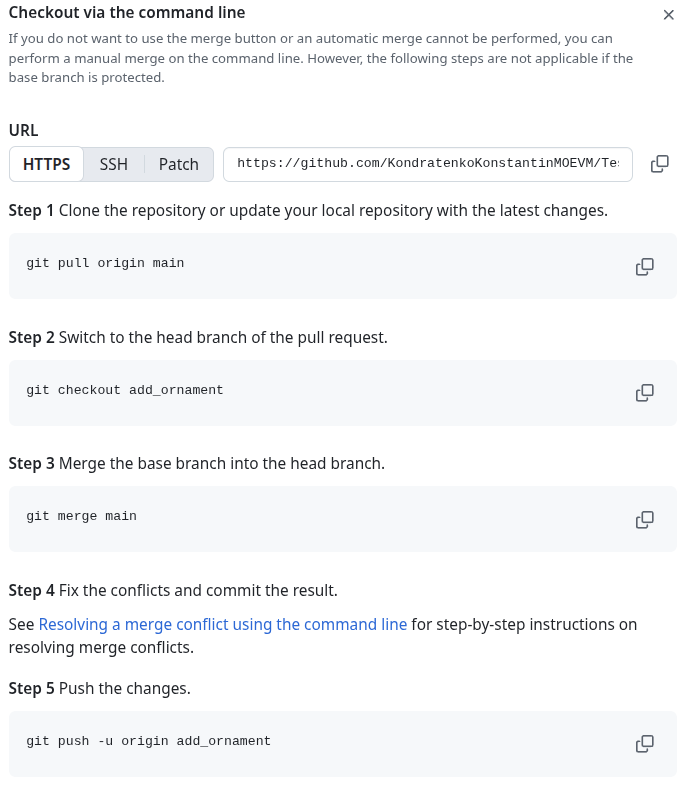 Checkout via the command line
If you do not want to use the merge button or an automatic merge cannot be performed, you can
perform a manual merge on the command line. However, the following steps are not applicable if the
base branch is protected.
URL
HTTPS SSH Patch https://github.com/KondratenkoKonstantinMOEVM/Te
Step 1 Clone the repository or update your local repository with the latest changes.
git pull origin main
Step 2 Switch to the head branch of the pull request.
git checkout add_ornament
Step 3 Merge the base branch into the head branch.
git merge main
Step 4 Fix the conflicts and commit the result.
See Resolving a merge conflict using the command line for step-by-step instructions on
resolving merge conflicts.
Step 5 Push the changes.
git push -u origin add_ornament